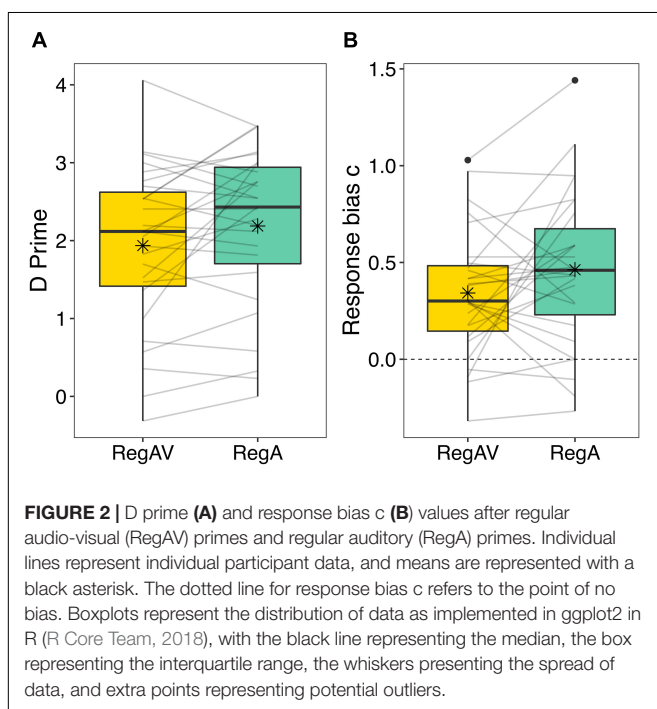 A
B
4
3
2
1
0
D Prime
RegAV
RegA
1.5
1.0
0.5
0.0
Response bias c
RegAV
RegA
FIGURE 2 | D prime (A) and response bias c (B) values after regular
audio-visual (RegAV) primes and regular auditory (RegA) primes. Individual
lines represent individual participant data, and means are represented with a
black asterisk. The dotted line for response bias c refers to the point of no
bias. Boxplots represent the distribution of data as implemented in ggplot2 in
R (R Core Team, 2018), with the black line representing the median, the box
representing the interquartile range, the whiskers presenting the spread of
data, and extra points representing potential outliers.